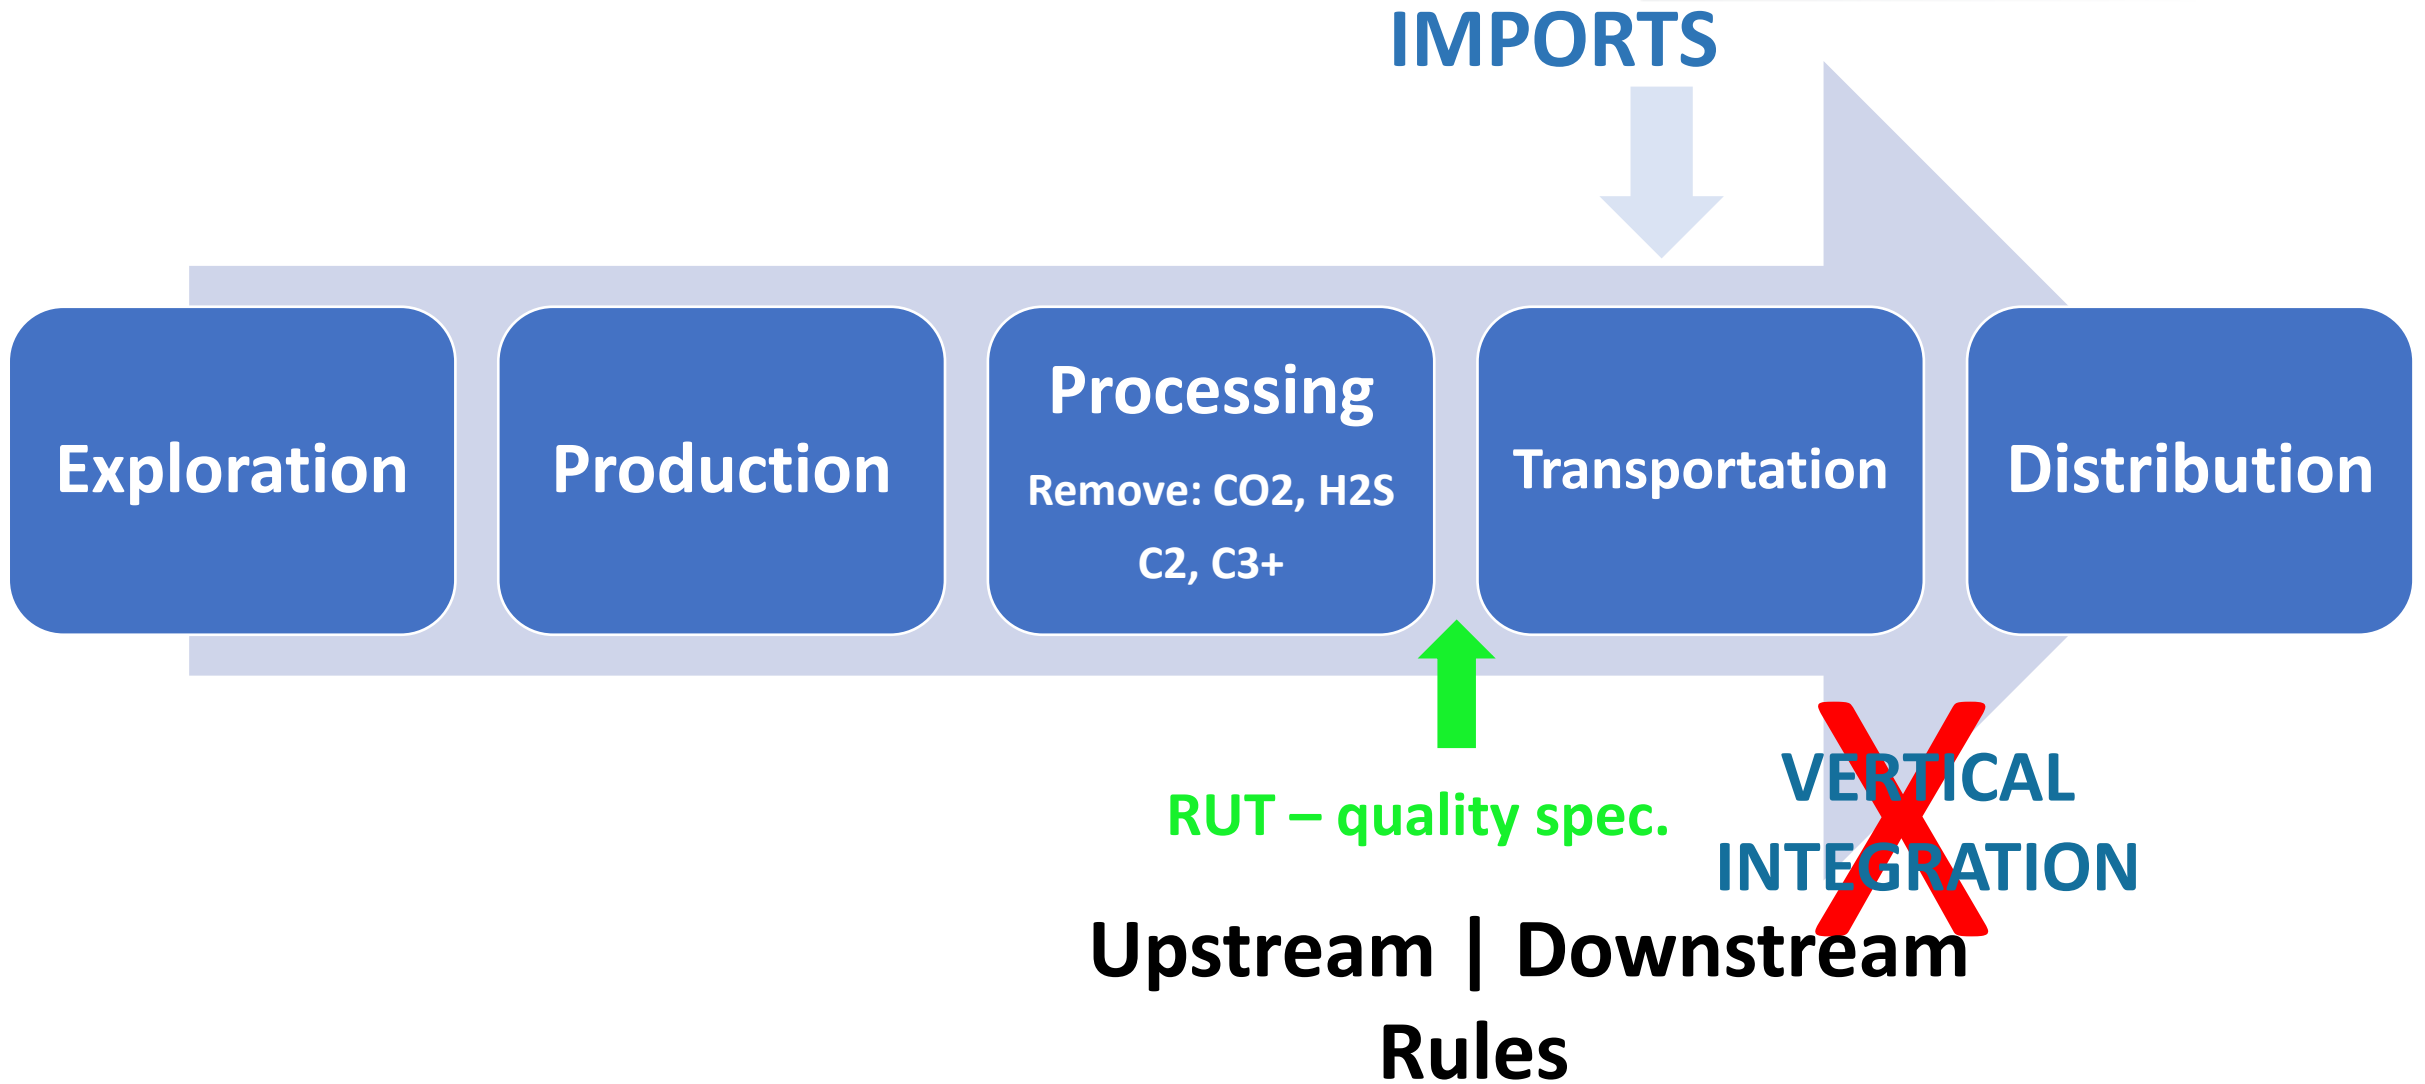 IMPORTS
Exploration
Production
Processing
Remove: CO2, H2S
C2, C3+
Transportation
Distribution
RUT – quality spec.
VERTICAL
INTEGRATION
Upstream | Downstream
Rules